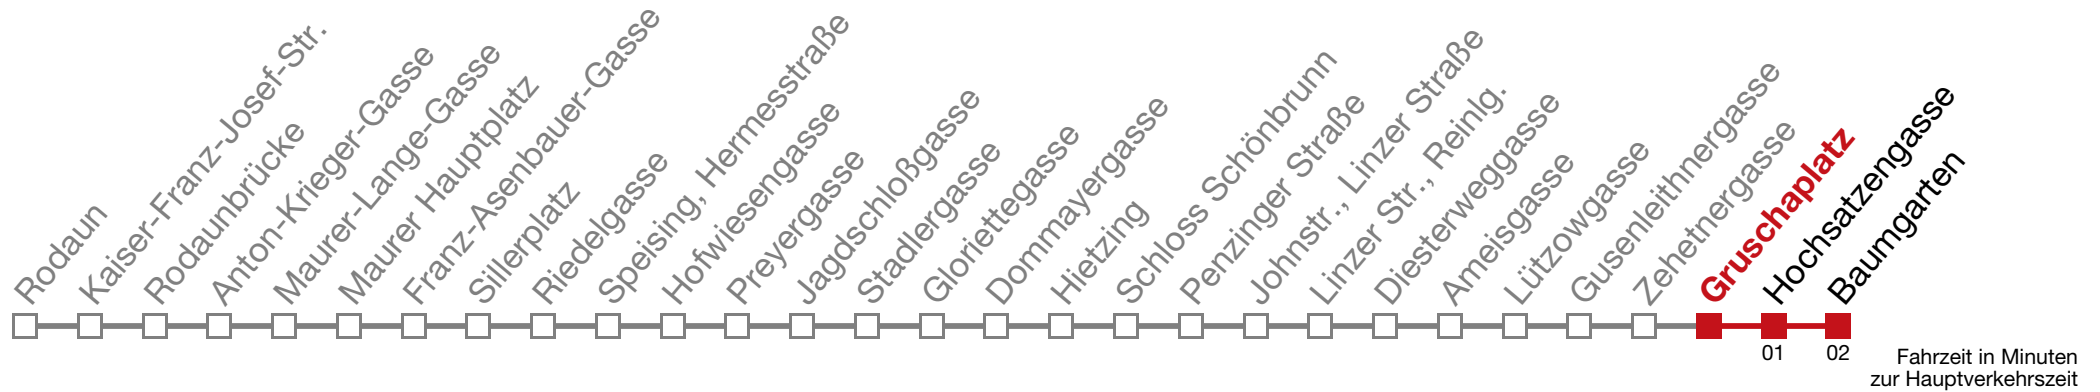 Rodaun
Kaiser-Franz-Josef-Str.
Rodaunbrücke
Anton-Krieger-Gasse
Maurer-Lange-Gasse
Maurer Hauptplatz
Franz-Asenbauer-Gasse
Sillerplatz
Riedelgasse
Speising, Hermesstraße
Hofwiesengasse
Preyergasse
Jagdschloßgasse
Stadlergasse
Gloriettegasse
Dommayergasse
Hietzing
Schloss Schönbrunn
Penzinger Straße
Johnstr., Linzer Straße
Linzer Str., Reinlg.
Diesterweggasse
Ameisgasse
Lützowgasse
Gusenleithnergasse
Zehetnergasse
Gruschaplatz
Hochsatzengasse
Baumgarten
01
02
Fahrzeit in Minuten
zur Hauptverkehrszeit